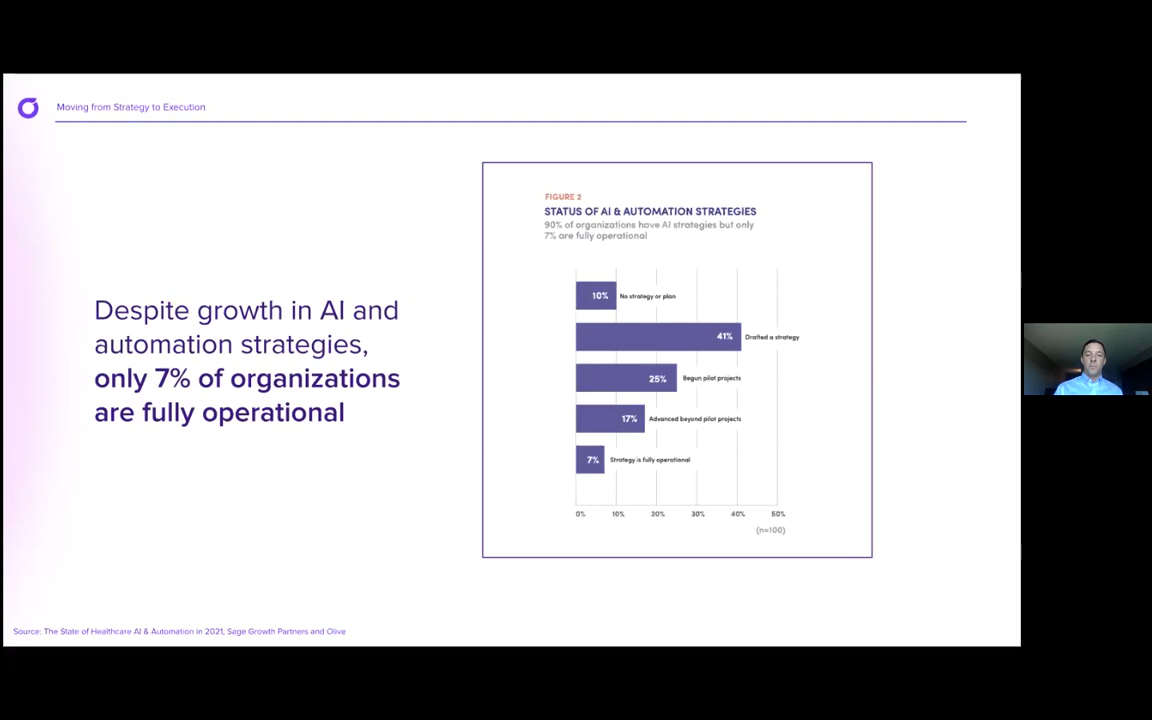 Moving from Strategy to Execution
Despite growth in AI and
automation strategies,
only 7% of organizations
are fully operational
FIGURE 2
STATUS OF AI & AUTOMATION STRATEGIES
90% of organizations have AI strategies but only
7% are fully operational
10% No strategy or plan
41% Drafted a strategy
25% Begun pilot projects
17% Advanced beyond pilot projects
7% Strategy is fully operational
0% 10% 20% 30% 40% 50%
(n=100)
Source: The State of Healthcare AI & Automation in 2021, Sage Growth Partners and Olive